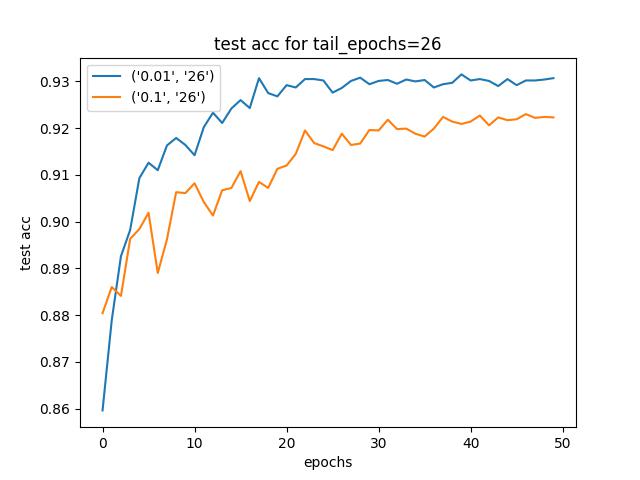 test acc for tail_epochs=26
('0.01', '26')
('0.1', '26')
test acc
0.93
0.92
0.91
0.90
0.89
0.88
0.87
0.86
0 10 20 30 40 50
epochs